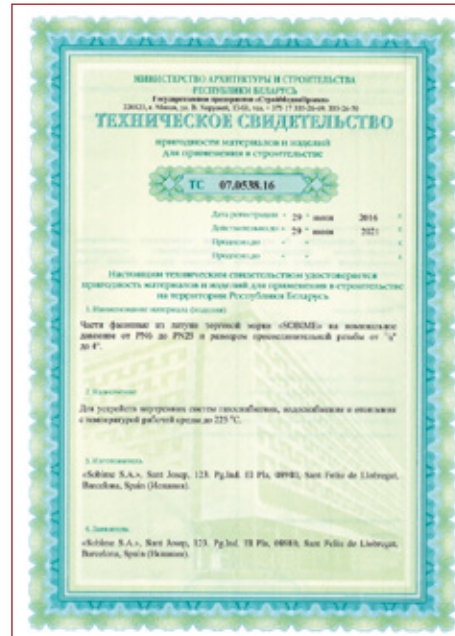 МИНИСТЕРСТВО АРХИТЕКТУРЫ И СТРОИТЕЛЬСТВА
РЕСПУБЛИКИ БЕЛАРУСЬ
Государственное предприятие
ТЕХНИЧЕСКОЕ СВИДЕТЕЛЬСТВО
пригодности материалов и изделий
для применения в строительстве
ТС 07.0538.16
Дата регистрации « 29 » июня 2016 г
Действительно до « 29 » июня 2021 г
Продлено до « » г
Продлено до « » г
Настоящим техническим свидетельством удостоверяется
пригодность материалов и изделий для применения в строительстве
на территории Республики Беларусь
1. Наименование материала (изделия)
Части фасонные из латуни торговой марки «SOBIME» на номинальное
давление от PN6 до PN25 и размером присоединительной резьбы от
до 4".
2. Назначение
Для устройств внутренних систем газоснабжения, водоснабжения и отопления
с температурой рабочей среды до 225 °С.
3. Изготовитель
«Sobime S.A.», Sant Josep, 123. Pg.Ind. El Pla, Sant Feliu de Llobregat,
Barcelona, Spain (Испания).
4. Заявитель
«Sobime S.A.», Sant Josep, 123. Pg.Ind. El Pla, Sant Feliu de Llobregat,
Barcelona, Spain (Испания).